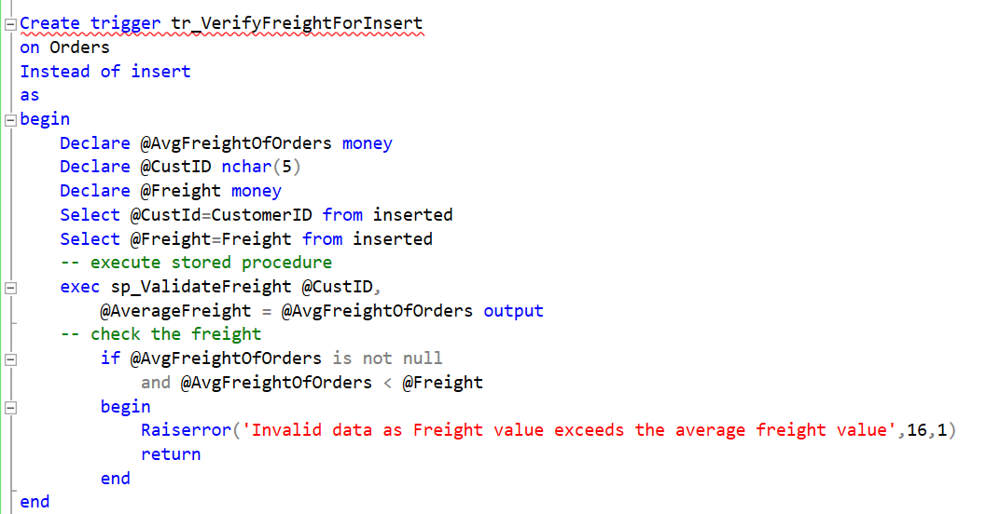 Create trigger tr_VerifyFreightForInsert
on Orders
Instead of insert
as
begin
Declare @AvgFreightOfOrders money
Declare @CustID nchar(5)
Declare @Freight money
Select @CustId=CustomerID from inserted
Select @Freight=Freight from inserted
-- execute stored procedure
exec sp_ValidateFreight @CustID,
@AverageFreight = @AvgFreightOfOrders output
-- check the freight
if @AvgFreightOfOrders is not null
and @AvgFreightOfOrders < @Freight
begin
Raiserror('Invalid data as Freight value exceeds the average freight value',16,1)
return
end
end